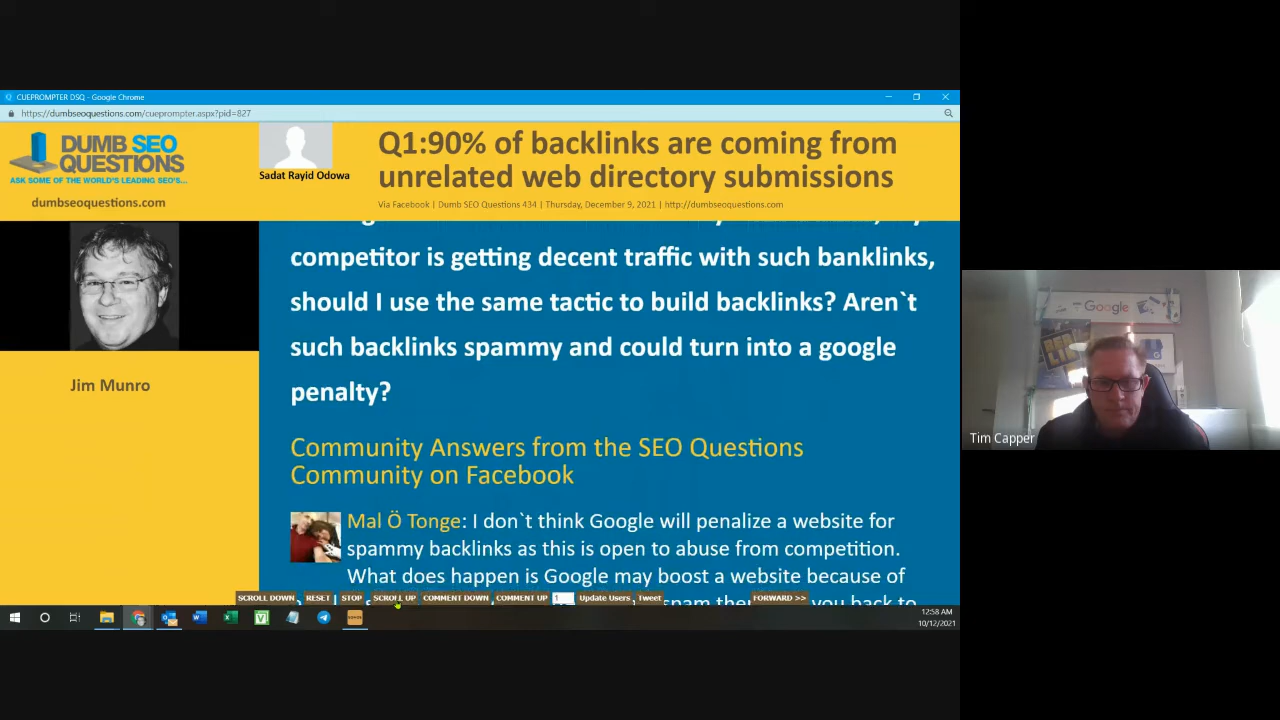 CUEPROMPTER DSQ - Google Chrome
https://dumbseoquestions.com/cueprompter.aspx?pid=827
DUMB SEO
QUESTIONS
ASK SOME OF THE WORLD'S LEADING SEO'S...
dumbseoquestions.com
Sadat Rayid Odowa
Q1:90% of backlinks are coming from
unrelated web directory submissions
Via Facebook | Dumb SEO Questions 434 | Thursday, December 9, 2021 | http://dumbseoquestions.com
Jim Munro
competitor is getting decent traffic with such banklinks,
should I use the same tactic to build backlinks? Aren`t
such backlinks spammy and could turn into a google
penalty?
Community Answers from the SEO Questions
Community on Facebook
Mal Ö Tonge: I don`t think Google will penalize a website for
spammy backlinks as this is open to abuse from competition.
What does happen is Google may boost a website because of
you back to
SCROLL DOWN RESET STOP SCROLL UP COMMENT DOWN COMMENT UP 1 Update Users Tweet FORWARD >>
12:58 AM
10/12/2021
Google
Tim Capper